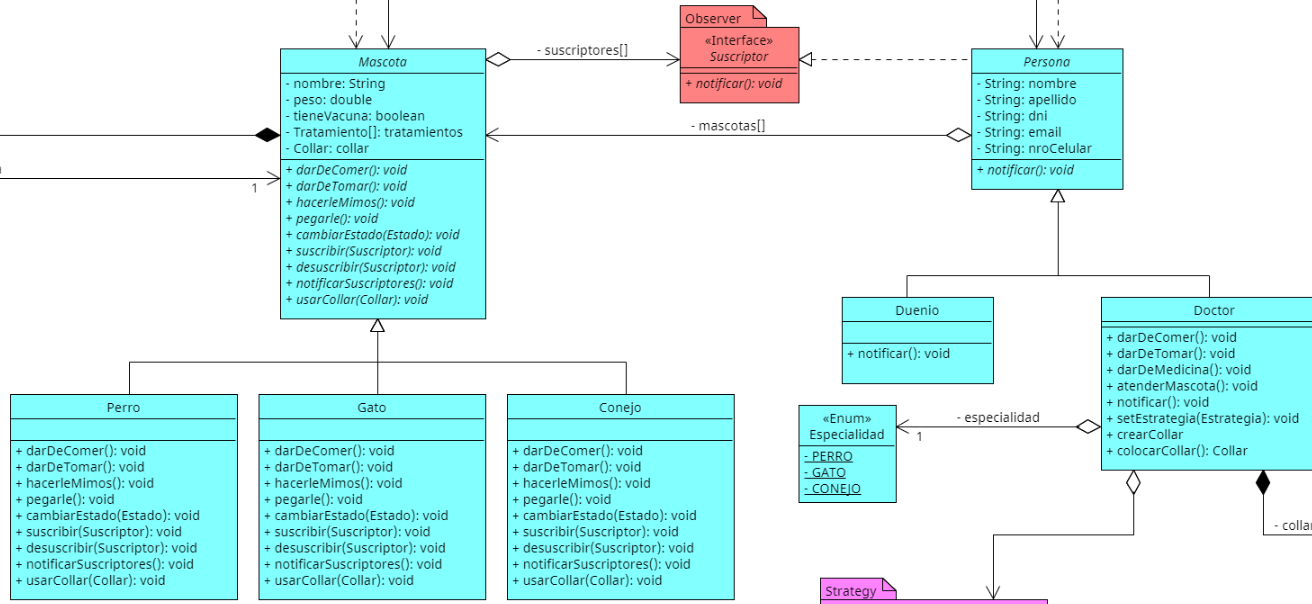 Observer
«Interface»
Suscriptor
+ notificar(): void
- suscriptores[]
Mascota
- nombre: String
- peso: double
- tieneVacuna: boolean
- Tratamiento[]: tratamientos
- Collar: collar
+ darDeComer(): void
+ darDeTomar(): void
+ hacerleMimos(): void
+ pegarle(): void
+ cambiarEstado(Estado): void
+ suscribir(Suscriptor): void
+ desuscribir(Suscriptor): void
+ notificarSuscriptores(): void
+ usarCollar(Collar): void
1
- mascotas[]
Persona
- String: nombre
- String: apellido
- String: dni
- String: email
- String: nroCelular
+ notificar(): void
Duenio
+ notificar(): void
Doctor
+ darDeComer(): void
+ darDeTomar(): void
+ darDeMedicina(): void
+ atenderMascota(): void
+ notificar(): void
+ setEstrategia(Estrategia): void
+ crearCollar
+ colocarCollar(): Collar
- especialidad
1
«Enum»
Especialidad
- PERRO
- GATO
- CONEJO
Perro
+ darDeComer(): void
+ darDeTomar(): void
+ hacerleMimos(): void
+ pegarle(): void
+ cambiarEstado(Estado): void
+ suscribir(Suscriptor): void
+ desuscribir(Suscriptor): void
+ notificarSuscriptores(): void
+ usarCollar(Collar): void
Gato
+ darDeComer(): void
+ darDeTomar(): void
+ hacerleMimos(): void
+ pegarle(): void
+ cambiarEstado(Estado): void
+ suscribir(Suscriptor): void
+ desuscribir(Suscriptor): void
+ notificarSuscriptores(): void
+ usarCollar(Collar): void
Conejo
+ darDeComer(): void
+ darDeTomar(): void
+ hacerleMimos(): void
+ pegarle(): void
+ cambiarEstado(Estado): void
+ suscribir(Suscriptor): void
+ desuscribir(Suscriptor): void
+ notificarSuscriptores(): void
+ usarCollar(Collar): void
Strategy